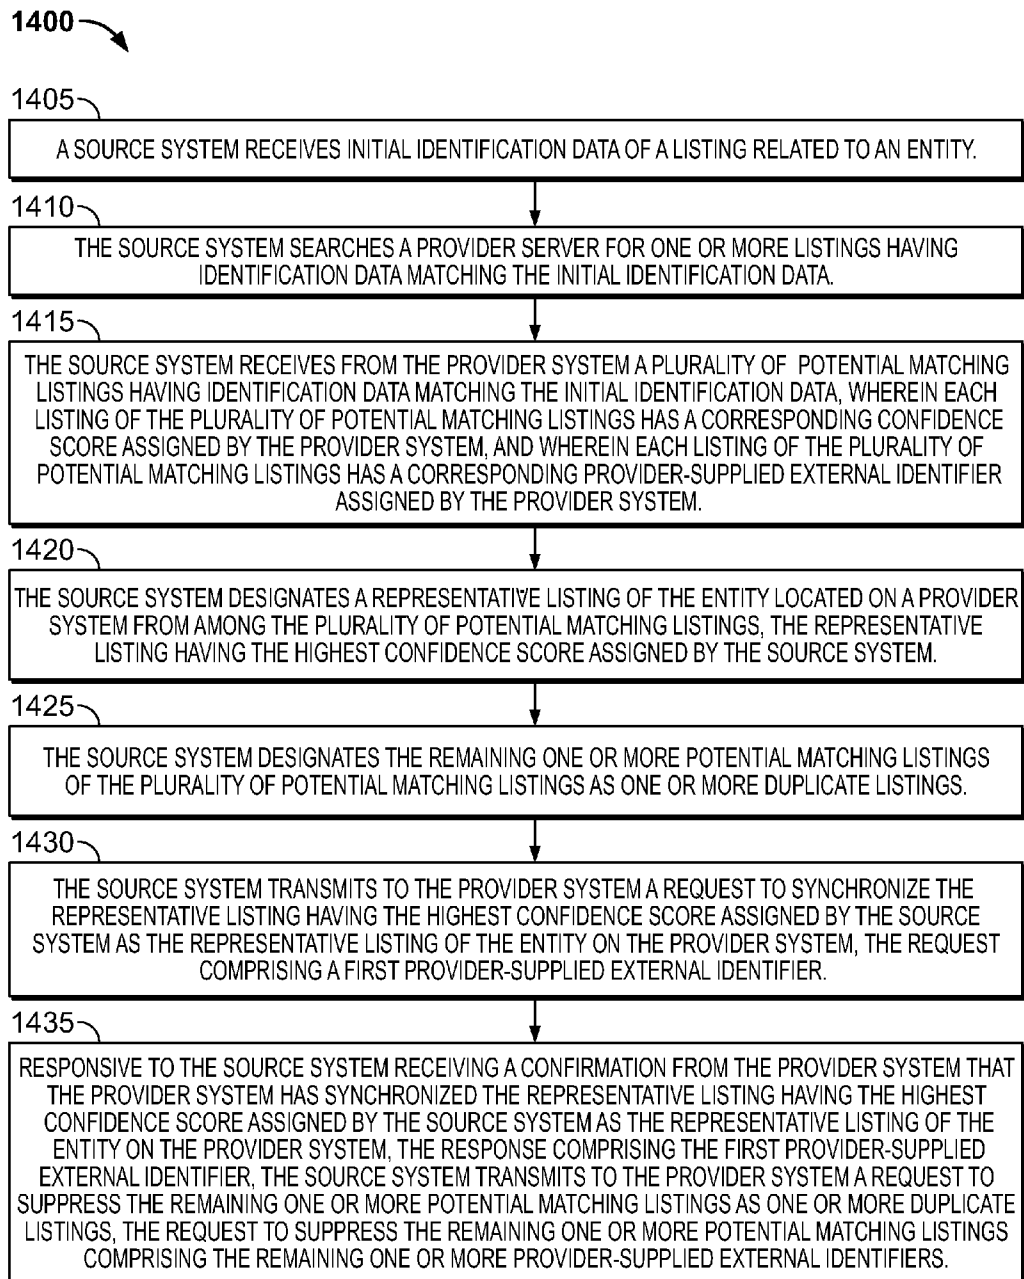 1400
1405
A SOURCE SYSTEM RECEIVES INITIAL IDENTIFICATION DATA OF A LISTING RELATED TO AN ENTITY.
1410
THE SOURCE SYSTEM SEARCHES A PROVIDER SERVER FOR ONE OR MORE LISTINGS HAVING
IDENTIFICATION DATA MATCHING THE INITIAL IDENTIFICATION DATA.
1415
THE SOURCE SYSTEM RECEIVES FROM THE PROVIDER SYSTEM A PLURALITY OF POTENTIAL MATCHING
LISTINGS HAVING IDENTIFICATION DATA MATCHING THE INITIAL IDENTIFICATION DATA, WHEREIN EACH
LISTING OF THE PLURALITY OF POTENTIAL MATCHING LISTINGS HAS A CORRESPONDING CONFIDENCE
SCORE ASSIGNED BY THE PROVIDER SYSTEM, AND WHEREIN EACH LISTING OF THE PLURALITY OF
POTENTIAL MATCHING LISTINGS HAS A CORRESPONDING PROVIDER-SUPPLIED EXTERNAL IDENTIFIER
ASSIGNED BY THE PROVIDER SYSTEM.
1420
THE SOURCE SYSTEM DESIGNATES A REPRESENTATIVE LISTING OF THE ENTITY LOCATED ON A PROVIDER
SYSTEM FROM AMONG THE PLURALITY OF POTENTIAL MATCHING LISTINGS, THE REPRESENTATIVE
LISTING HAVING THE HIGHEST CONFIDENCE SCORE ASSIGNED BY THE SOURCE SYSTEM.
1425
THE SOURCE SYSTEM DESIGNATES THE REMAINING ONE OR MORE POTENTIAL MATCHING LISTINGS
OF THE PLURALITY OF POTENTIAL MATCHING LISTINGS AS ONE OR MORE DUPLICATE LISTINGS.
1430
THE SOURCE SYSTEM TRANSMITS TO THE PROVIDER SYSTEM A REQUEST TO SYNCHRONIZE THE
REPRESENTATIVE LISTING HAVING THE HIGHEST CONFIDENCE SCORE ASSIGNED BY THE SOURCE
SYSTEM AS THE REPRESENTATIVE LISTING OF THE ENTITY ON THE PROVIDER SYSTEM, THE REQUEST
COMPRISING A FIRST PROVIDER-SUPPLIED EXTERNAL IDENTIFIER.
1435
RESPONSIVE TO THE SOURCE SYSTEM RECEIVING A CONFIRMATION FROM THE PROVIDER SYSTEM THAT
THE PROVIDER SYSTEM HAS SYNCHRONIZED THE REPRESENTATIVE LISTING HAVING THE HIGHEST
CONFIDENCE SCORE ASSIGNED BY THE SOURCE SYSTEM AS THE REPRESENTATIVE LISTING OF THE
ENTITY ON THE PROVIDER SYSTEM, THE RESPONSE COMPRISING THE FIRST PROVIDER-SUPPLIED
EXTERNAL IDENTIFIER, THE SOURCE SYSTEM TRANSMITS TO THE PROVIDER SYSTEM A REQUEST TO
SUPPRESS THE REMAINING ONE OR MORE POTENTIAL MATCHING LISTINGS AS ONE OR MORE DUPLICATE
LISTINGS, THE REQUEST TO SUPPRESS THE REMAINING ONE OR MORE POTENTIAL MATCHING LISTINGS
COMPRISING THE REMAINING ONE OR MORE PROVIDER-SUPPLIED EXTERNAL IDENTIFIERS.